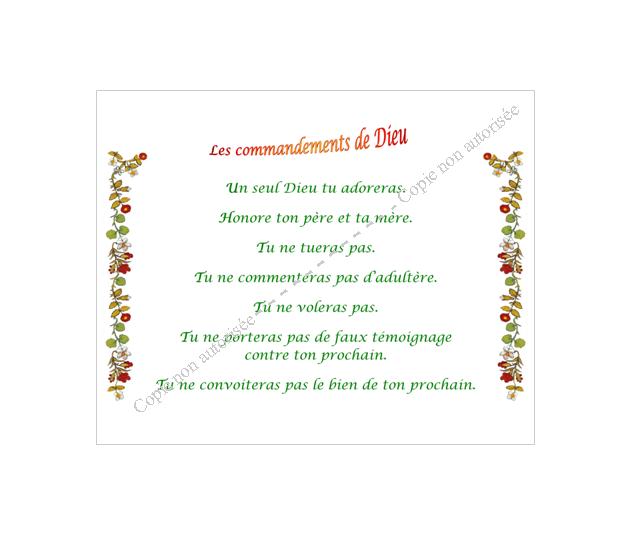 Les commandements de Dieu
Un seul Dieu tu adoreras.
Honore ton père et ta mère.
Tu ne tueras pas.
Tu ne commenteras pas d'adultère.
Tu ne voleras pas.
Tu ne porteras pas de faux témoignage
contre ton prochain.
Tu ne convoiteras pas le bien de ton prochain.
Copie non autorisée - - - - - - - - - - - Copie non autorisée